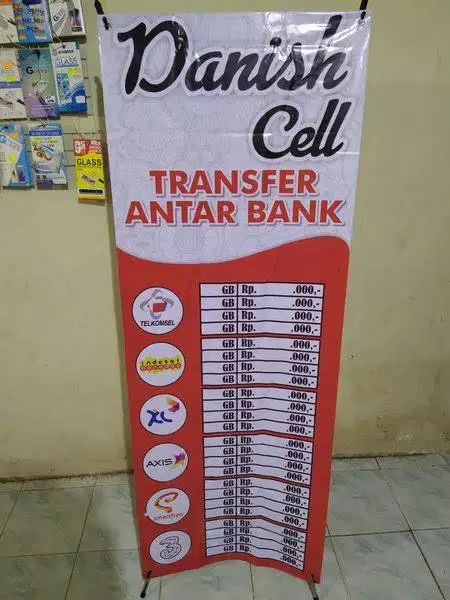 Danish
Cell
TRANSFER
ANTAR BANK
TELKOMSEL
GB Rp. .000,-
GB Rp. .000,-
GB Rp. .000,-
GB Rp. .000,-
indosat
ooredoo
GB Rp. .000,-
GB Rp. .000,-
GB Rp. .000,-
GB Rp. .000,-
XL
GB Rp. .000,-
GB Rp. .000,-
GB Rp. .000,-
GB Rp. .000,-
AXIS
GB Rp. .000,-
GB Rp. .000,-
GB Rp. .000,-
GB Rp. .000,-
smartfren
GB Rp. .000,-
GB Rp. .000,-
GB Rp. .000,-
GB Rp. .000,-
3
GB Rp. .000,-
GB Rp. .000,-
GB Rp. .000,-
GB Rp. .000,-
GLASS
GLASS